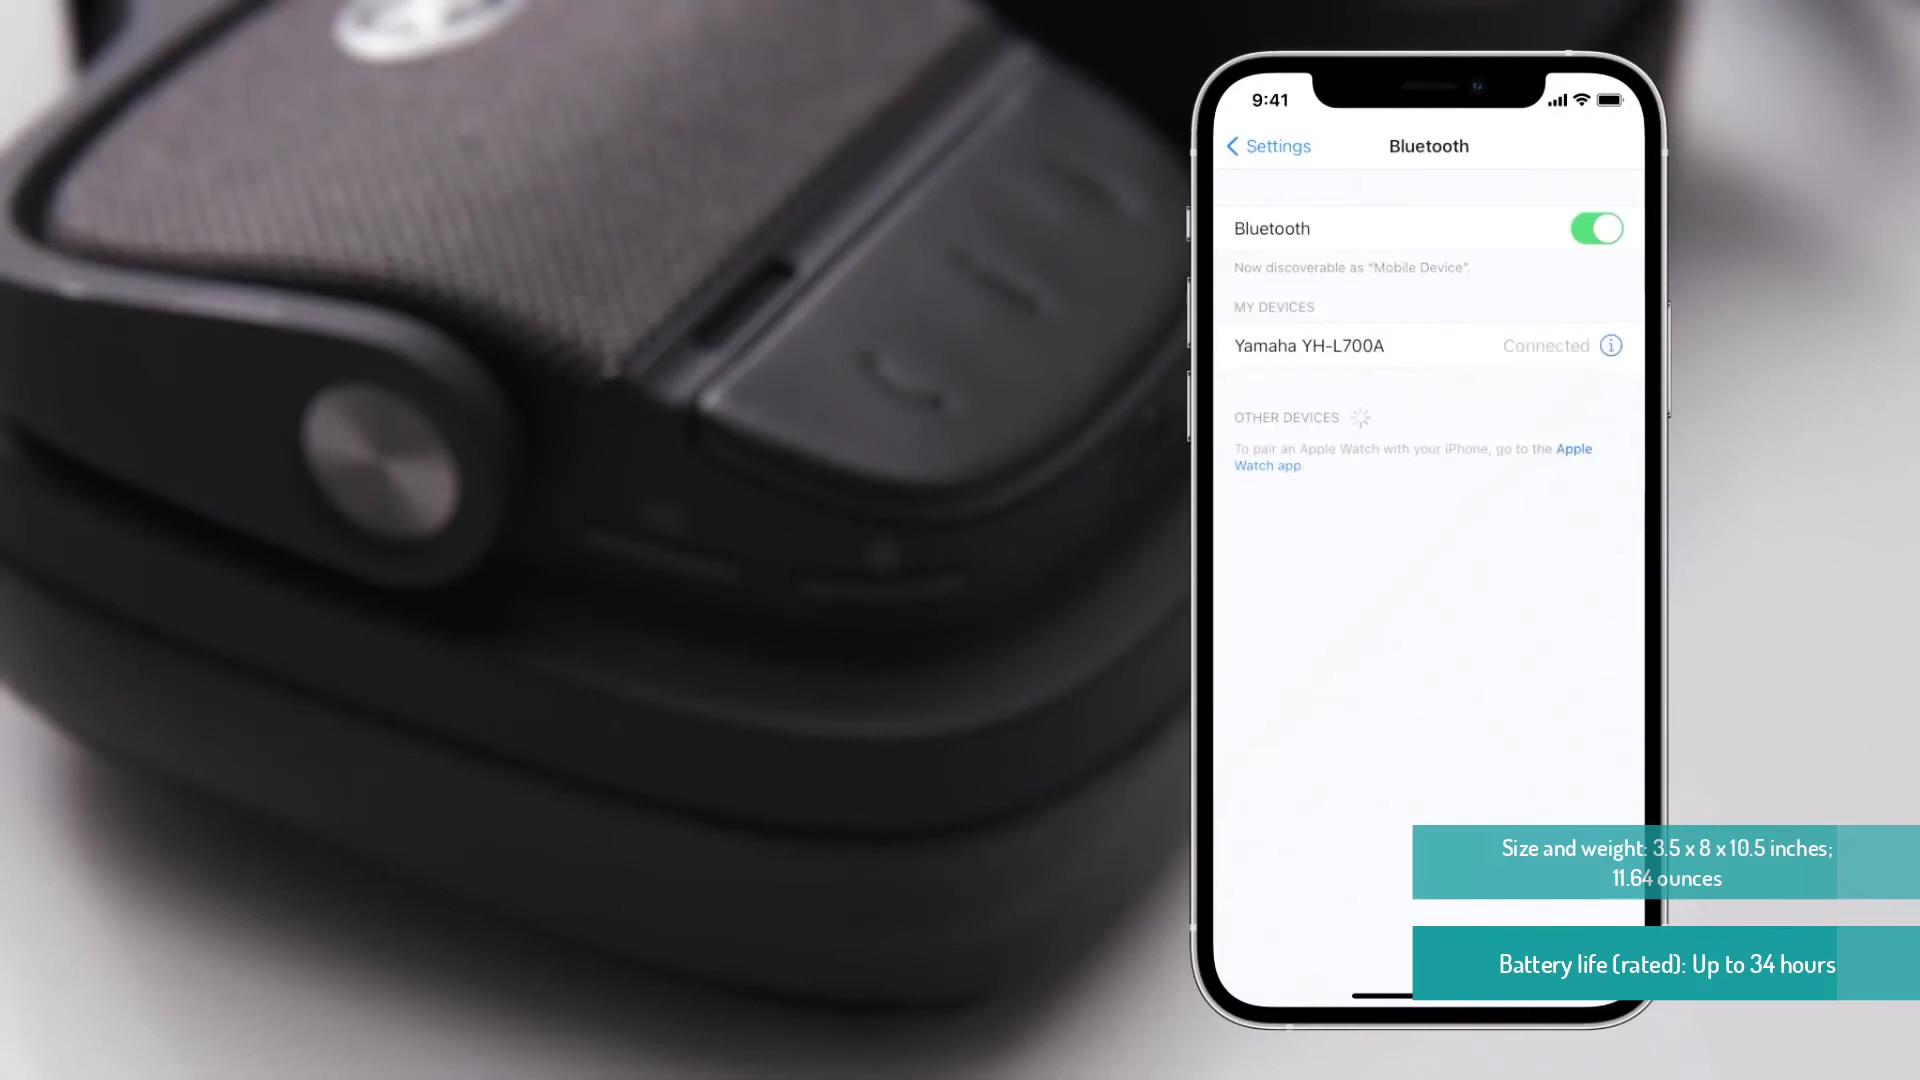 9:41
Settings
Bluetooth
Bluetooth
Now discoverable as “Mobile Device”.
MY DEVICES
Yamaha YH-L700A
Connected
OTHER DEVICES
To pair an Apple Watch with your iPhone, go to the Apple
Watch app.
Size and weight: 3.5 x 8 x 10.5 inches;
11.64 ounces
Battery life (rated): Up to 34 hours